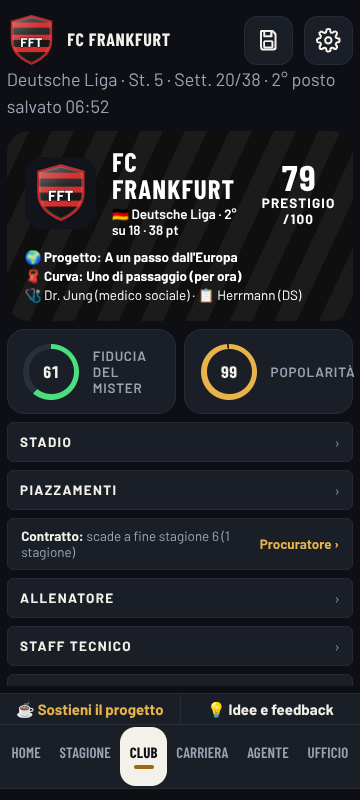 FFT
FC FRANKFURT
Deutsche Liga · St. 5 · Sett. 20/38 · 2° posto
salvato 06:52
FFT
FC
FRANKFURT
🇩🇪 Deutsche Liga · 2°
su 18 · 38 pt
79
PRESTIGIO
/100
🌍 Progetto: A un passo dall'Europa
🧣 Curva: Uno di passaggio (per ora)
🩺 Dr. Jung (medico sociale) · 📋 Herrmann (DS)
61
FIDUCIA
DEL
MISTER
99
POPOLARITÀ
STADIO ›
PIAZZAMENTI ›
Contratto: scade a fine stagione 6 (1
stagione)
Procuratore ›
ALLENATORE ›
STAFF TECNICO ›
☕ Sostieni il progetto
💡 Idee e feedback
HOME STAGIONE CLUB CARRIERA AGENTE UFFICIO